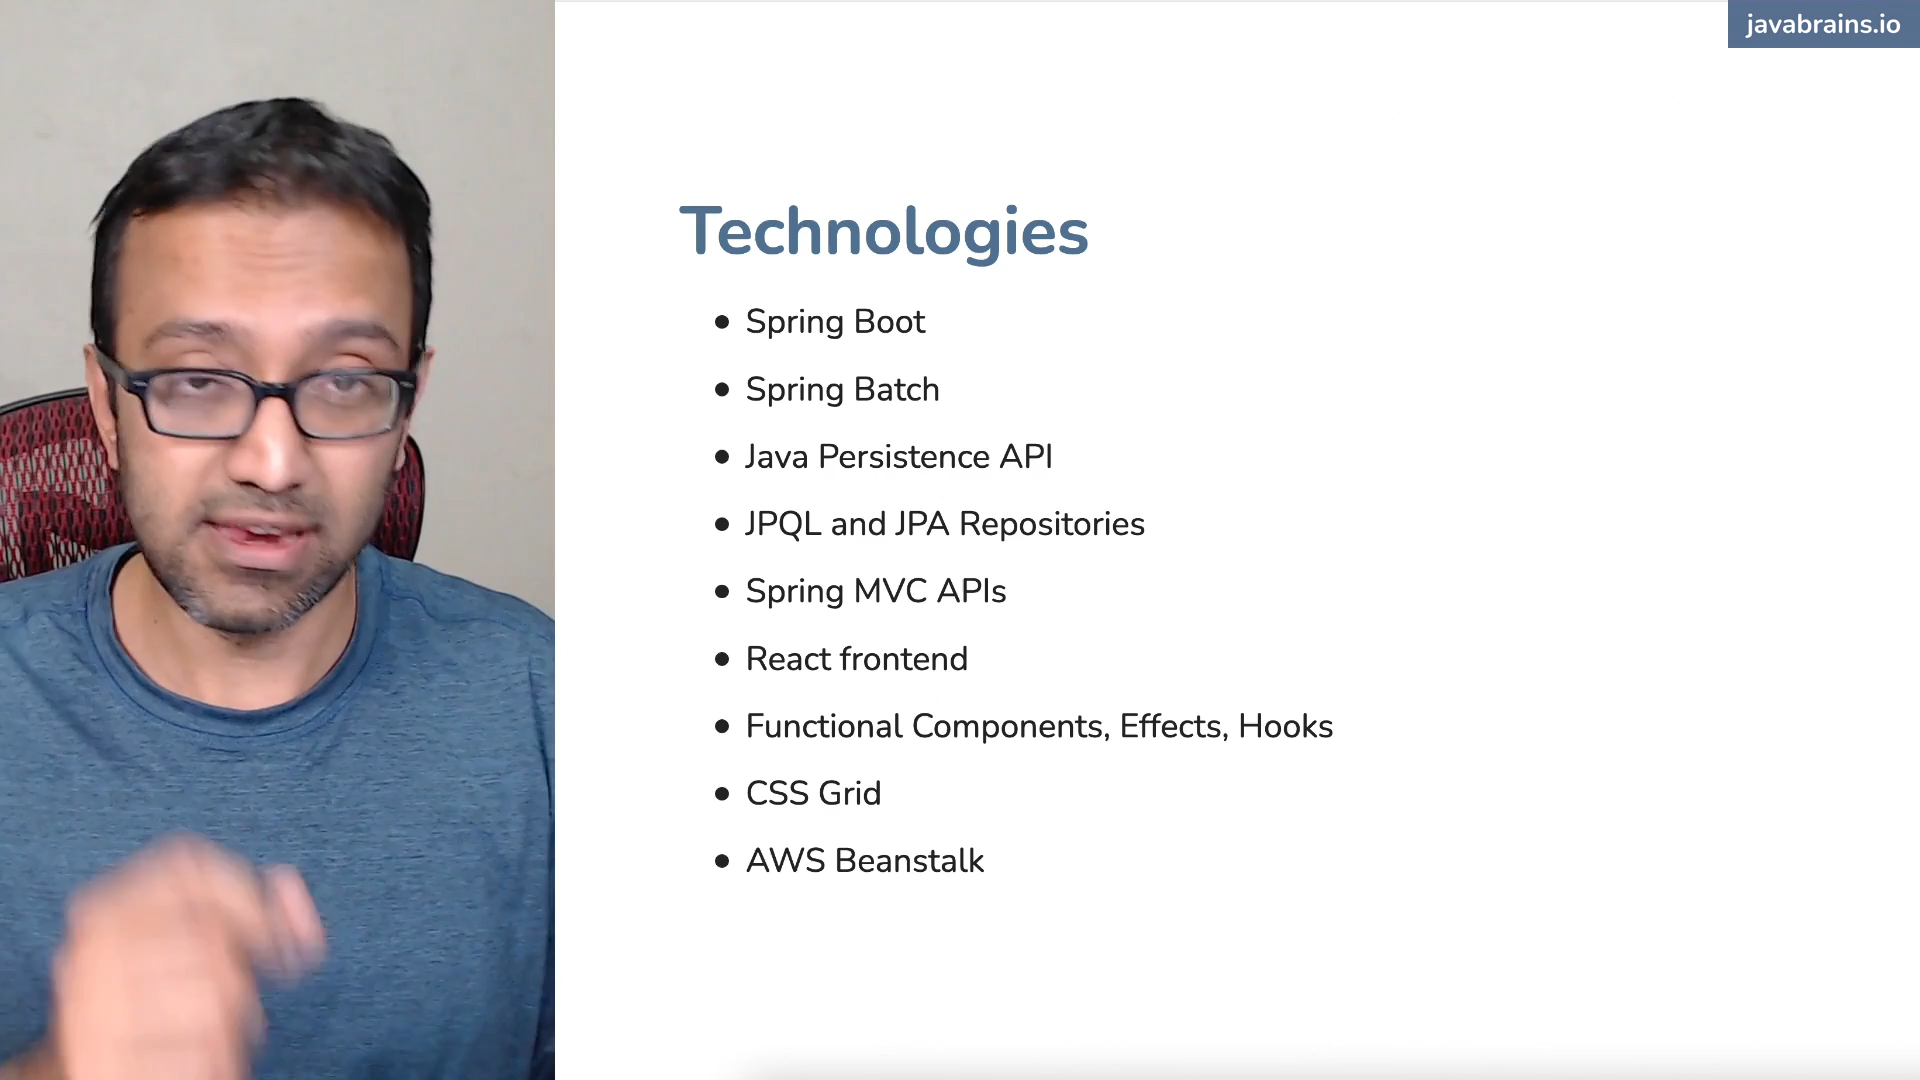 javabrains.io
Technologies
Spring Boot
Spring Batch
Java Persistence API
JPQL and JPA Repositories
Spring MVC APIs
React frontend
Functional Components, Effects, Hooks
CSS Grid
AWS Beanstalk